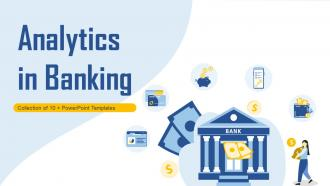 Analytics
in Banking
Collection of 10 + PowerPoint Templates
BANK